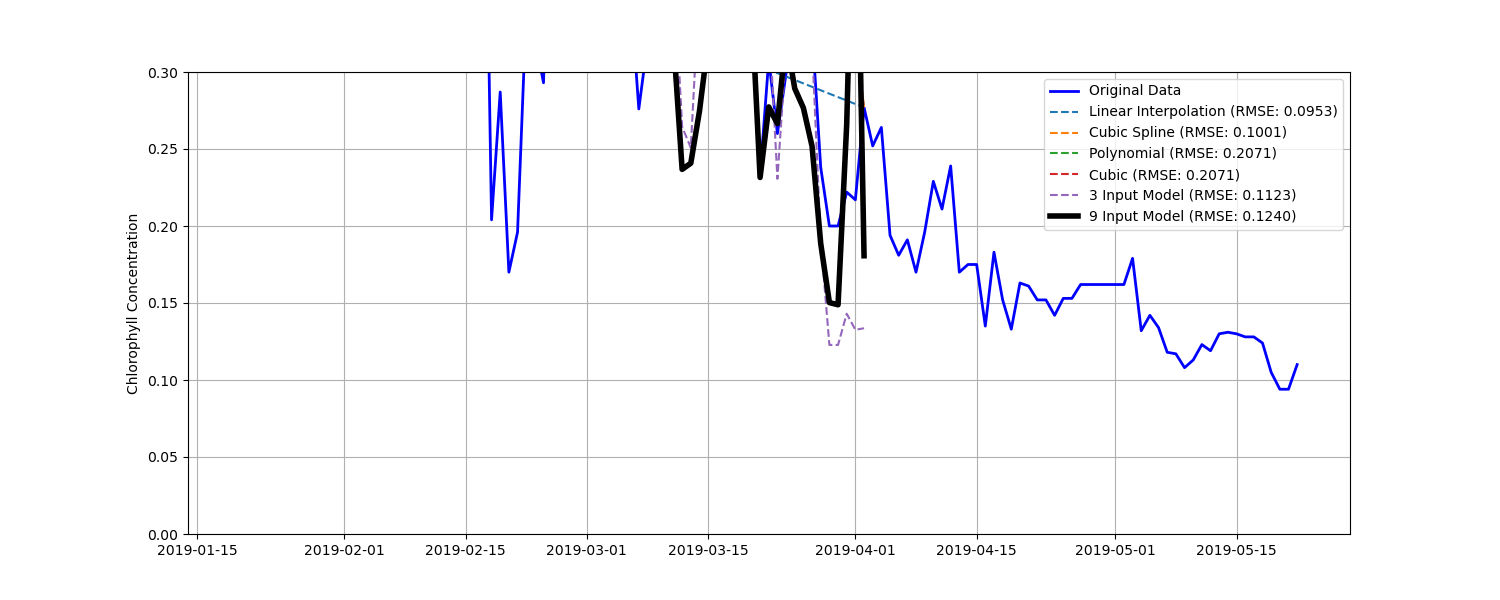 0.30
0.25
0.20
0.15
0.10
0.05
0.00
Chlorophyll Concentration
Original Data
Linear Interpolation (RMSE: 0.0953)
Cubic Spline (RMSE: 0.1001)
Polynomial (RMSE: 0.2071)
Cubic (RMSE: 0.2071)
3 Input Model (RMSE: 0.1123)
9 Input Model (RMSE: 0.1240)
2019-01-15 2019-02-01 2019-02-15 2019-03-01 2019-03-15 2019-04-01 2019-04-15 2019-05-01 2019-05-15